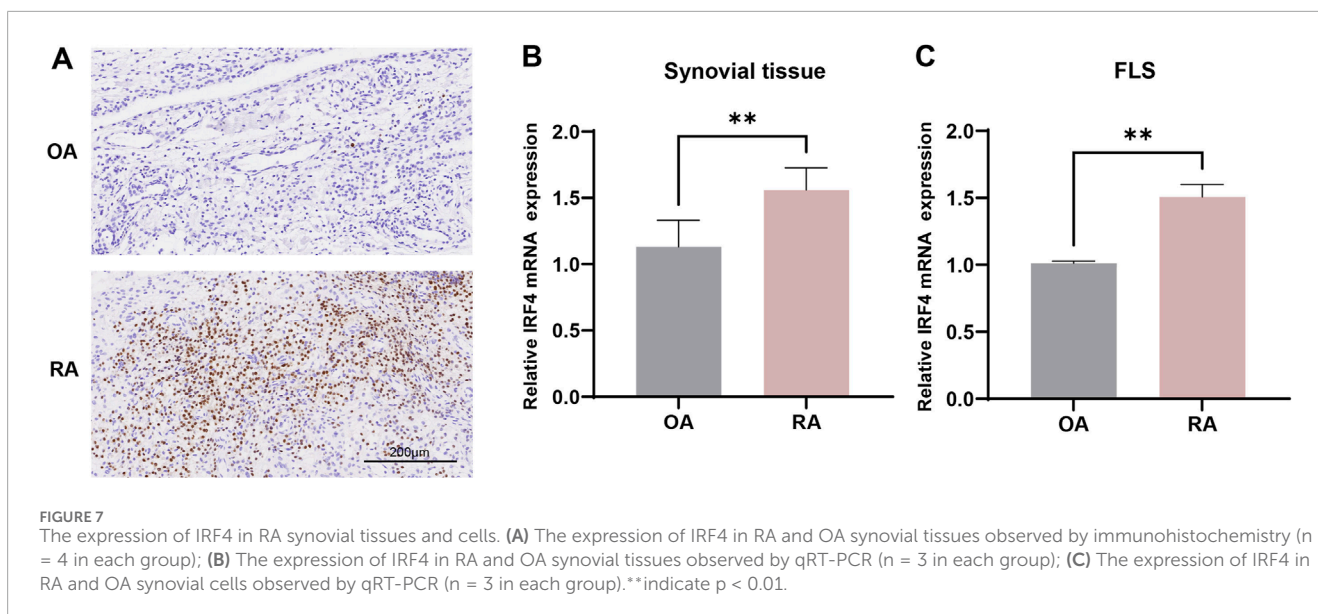 A
OA
RA
200μm
B
Synovial tissue
**
Relative IRF4 mRNA expression
2.0
1.5
1.0
0.5
0.0
OA
RA
C
FLS
**
Relative IRF4 mRNA expression
2.0
1.5
1.0
0.5
0.0
OA
RA
FIGURE 7
The expression of IRF4 in RA synovial tissues and cells. (A) The expression of IRF4 in RA and OA synovial tissues observed by immunohistochemistry (n
= 4 in each group); (B) The expression of IRF4 in RA and OA synovial tissues observed by qRT-PCR (n = 3 in each group); (C) The expression of IRF4 in
RA and OA synovial cells observed by qRT-PCR (n = 3 in each group).**indicate p < 0.01.